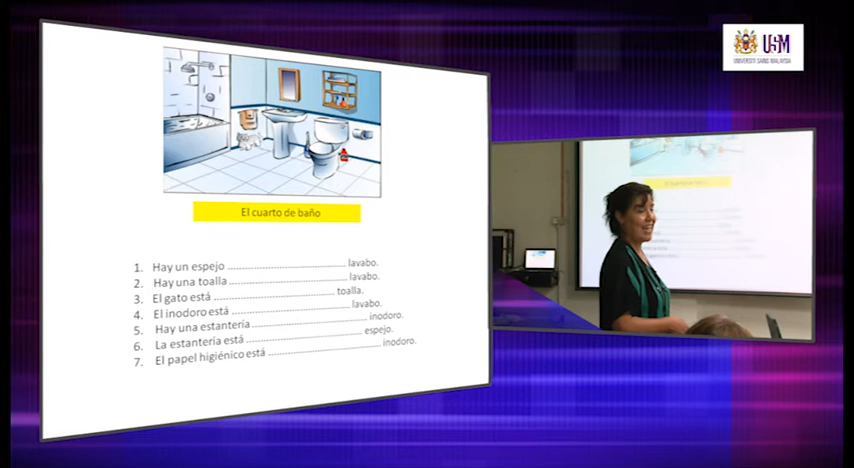 USM
UNIVERSITI SAINS MALAYSIA
El cuarto de baño
1. Hay un espejo ........................................ lavabo.
2. Hay una toalla ........................................ lavabo.
3. El gato está ........................................ toalla.
4. El inodoro está ........................................ lavabo.
5. Hay una estantería ........................................ inodoro.
6. La estantería está ........................................ espejo.
7. El papel higiénico está ........................................ inodoro.